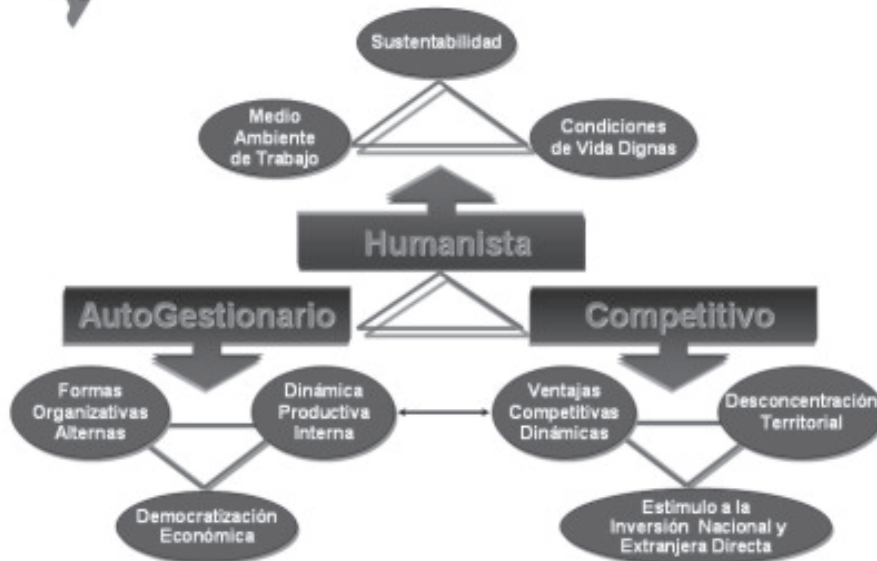 Sustentabilidad
Medio
Ambiente
de Trabajo
Condiciones
de Vida Dignas
Humanista
AutoGestionario
Competitivo
Formas
Organizativas
Alternas
Dinámica
Productiva
Interna
Ventajas
Competitivas
Dinámicas
Desconcentración
Territorial
Democratización
Económica
Estimulo a la
Inversión Nacional y
Extranjera Directa